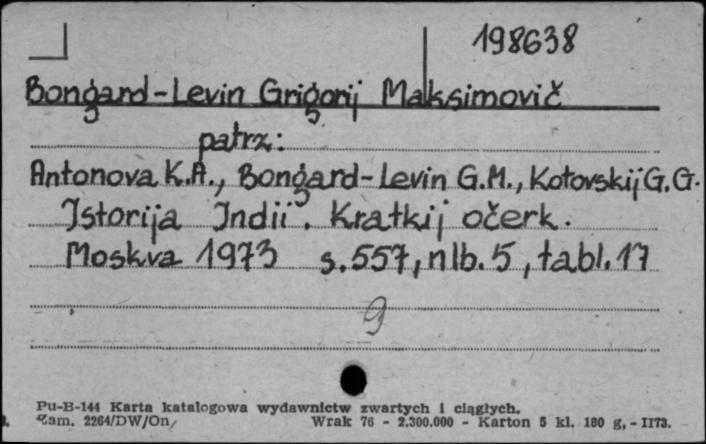 198638
Bongard-Levin Grigorij Maksimovič
patrz:
Antonova K.A., Bongard-Levin G.M., Kotovskij G.G.
Istorija Indii. Kratkij očerk.
Moskva 1973 s.557, nlb.5, tabl.17
9
Pu-B-144 Karta katalogowa wydawnictw zwartych i ciągłych.
Zam. 2264/DW/On, Wrak 76 - 2.300.000 - Karton 5 kl. 180 g, - II73.